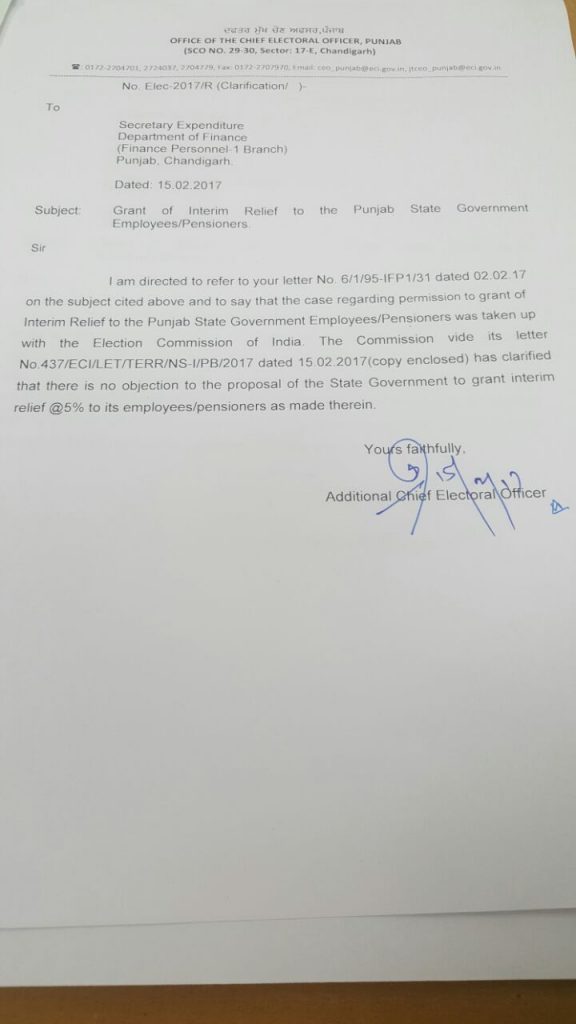 ਦਫਤਰ ਮੁੱਖ ਚੋਣ ਅਫਸਰ,ਪੰਜਾਬ
OFFICE OF THE CHIEF ELECTORAL OFFICER, PUNJAB
(SCO NO. 29-30, Sector: 17-E, Chandigarh)
☎: 0172-2704701, 2724037, 2704779, Fax: 0172-2707970, Email: ceo_punjab@eci.gov.in, jtceo_punjab@eci.gov.in
No. Elec-2017/R (Clarification/ )-
To
Secretary Expenditure
Department of Finance
(Finance Personnel-1 Branch)
Punjab, Chandigarh.
Dated: 15.02.2017
Subject: Grant of Interim Relief to the Punjab State Government
Employees/Pensioners.
Sir
I am directed to refer to your letter No. 6/1/95-IFP1/31 dated 02.02.17
on the subject cited above and to say that the case regarding permission to grant of
Interim Relief to the Punjab State Government Employees/Pensioners was taken up
with the Election Commission of India. The Commission vide its letter
No.437/ECI/LET/TERR/NS-I/PB/2017 dated 15.02.2017(copy enclosed) has clarified
that there is no objection to the proposal of the State Government to grant interim
relief @5% to its employees/pensioners as made therein.
Yours faithfully,
Additional Chief Electoral Officer